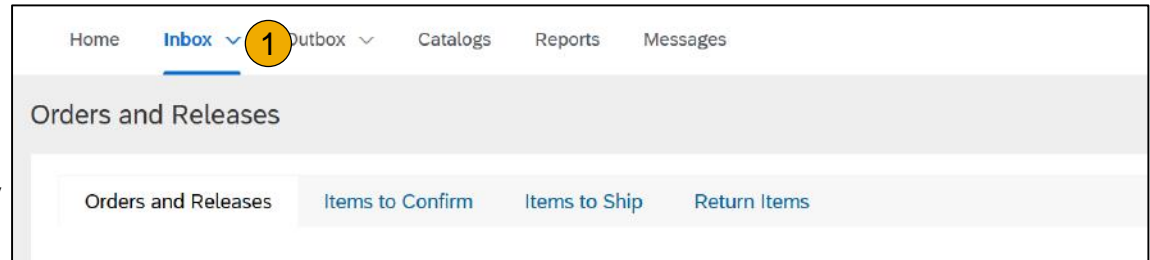 Home Inbox 1 Outbox Catalogs Reports Messages
Orders and Releases
Orders and Releases Items to Confirm Items to Ship Return Items